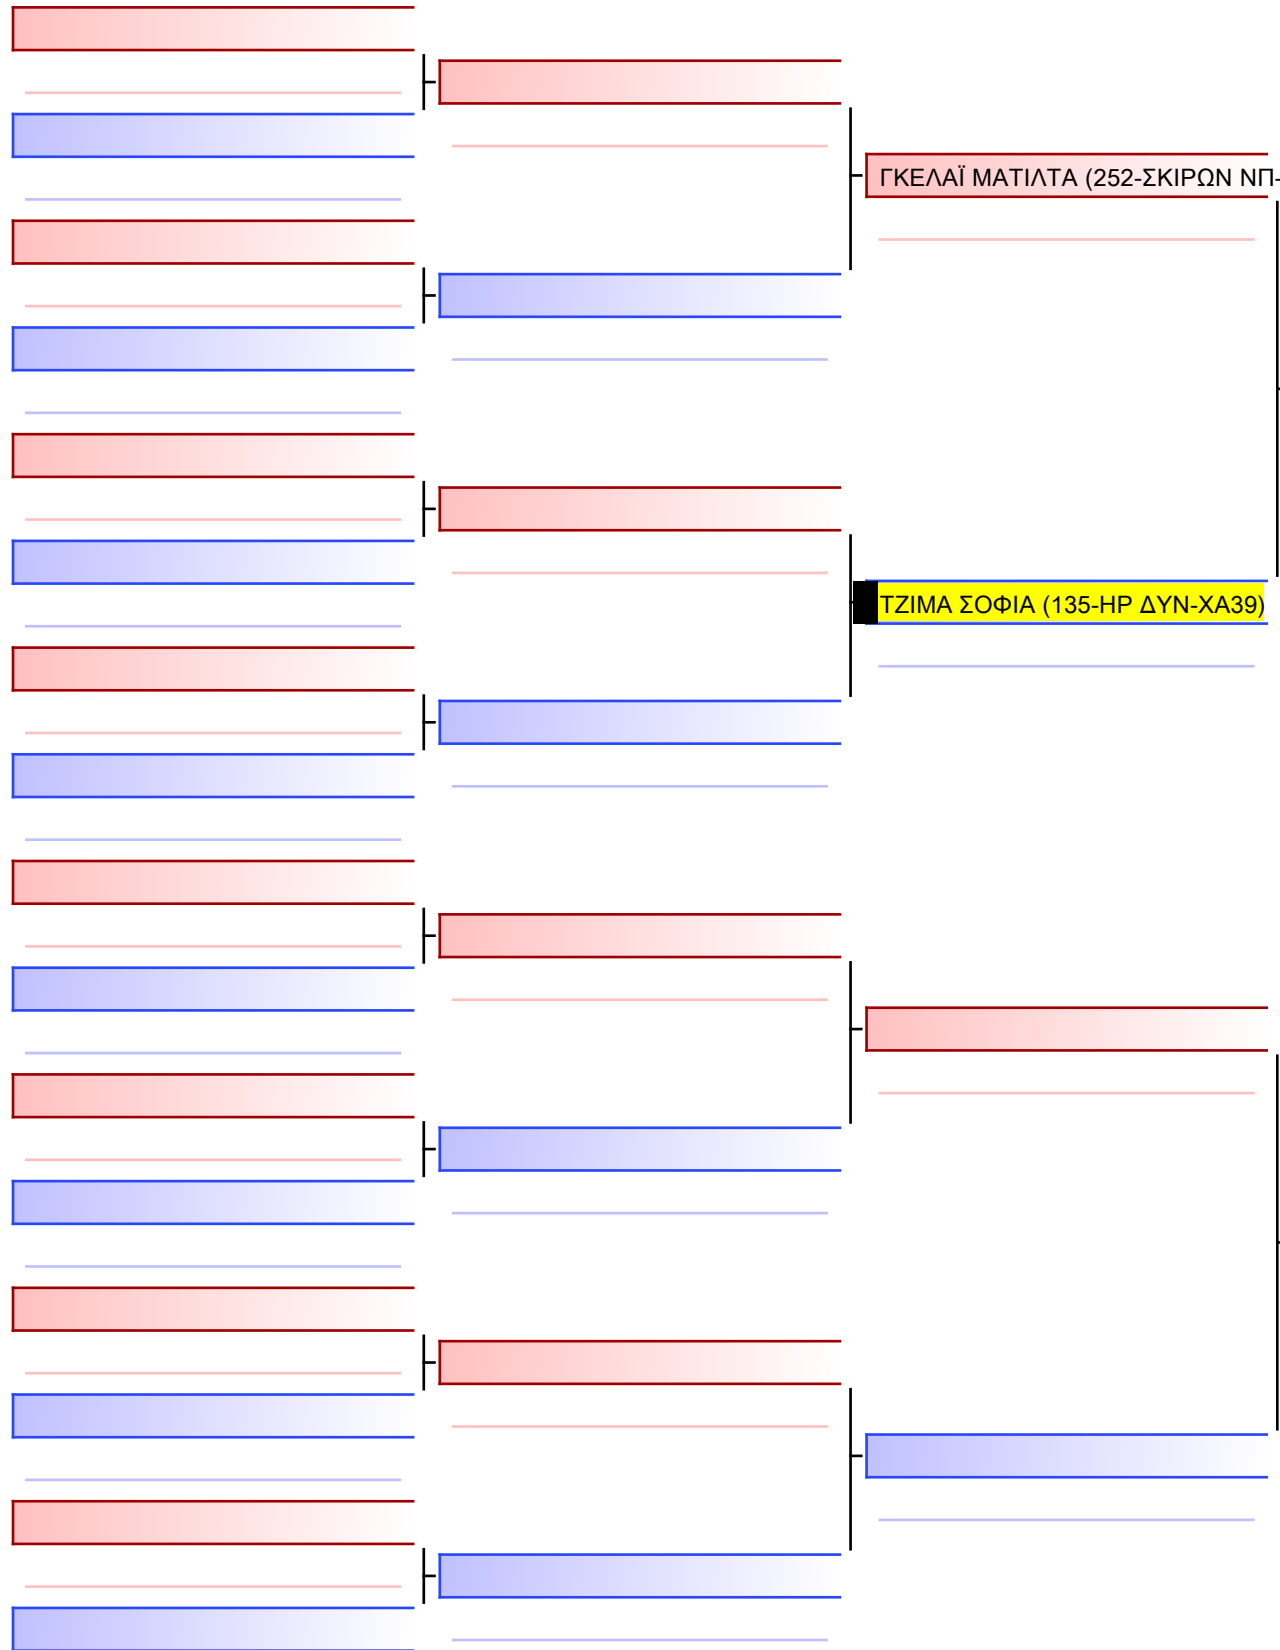 ΓΚΕΛΑΪ ΜΑΤΙΛΤΑ (252-ΣΚΙΡΩΝ ΝΠ-
ΤΖΙΜΑ ΣΟΦΙΑ (135-ΗΡ ΔΥΝ-ΧΑ39)